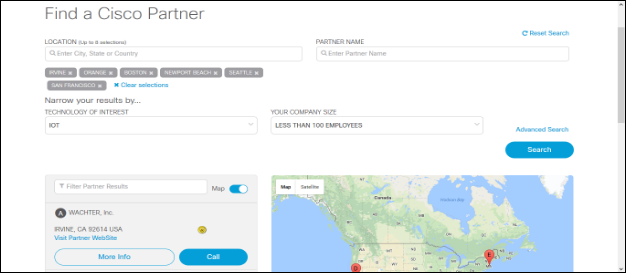 Find a Cisco Partner
Reset Search
LOCATION (Up to 6 selections)
PARTNER NAME
Enter City, State or Country
Enter Partner Name
IRVINE × ORANGE × BOSTON × NEWPORT BEACH × SEATTLE ×
SAN FRANCISCO × × Clear selections
Narrow your results by...
TECHNOLOGY OF INTEREST
YOUR COMPANY SIZE
IOT
LESS THAN 100 EMPLOYEES
Advanced Search
Search
Filter Partner Results
Map
A WACHTER, Inc.
IRVINE, CA 92614 USA
Visit Partner WebSite
More Info
Call
Map Satellite
Canada
Hudson Bay
D
E